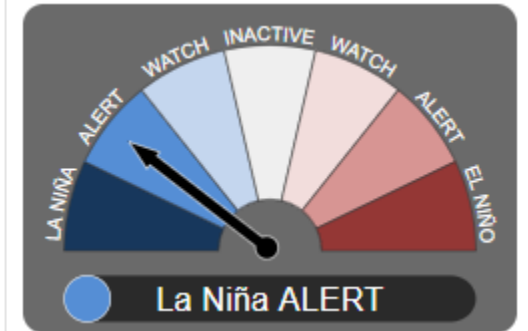 LA NIÑA
ALERT
WATCH
INACTIVE
WATCH
ALERT
EL NIÑO
La Niña ALERT